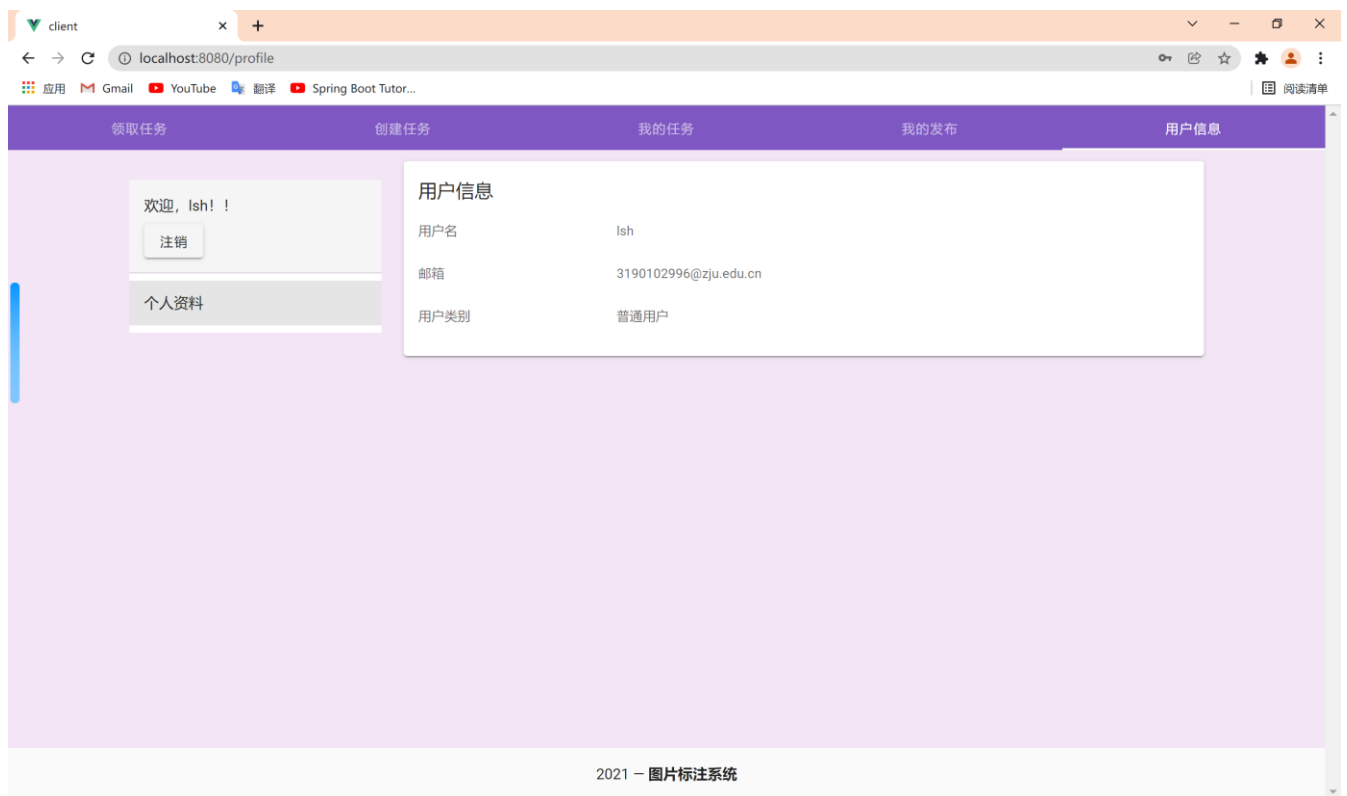 client
localhost:8080/profile
应用 Gmail YouTube 翻译 Spring Boot Tutor... 阅读清单
领取任务 创建任务 我的任务 我的发布 用户信息
欢迎，lsh！！
注销
个人资料
用户信息
用户名 lsh
邮箱 3190102996@zju.edu.cn
用户类别 普通用户
2021 — 图片标注系统